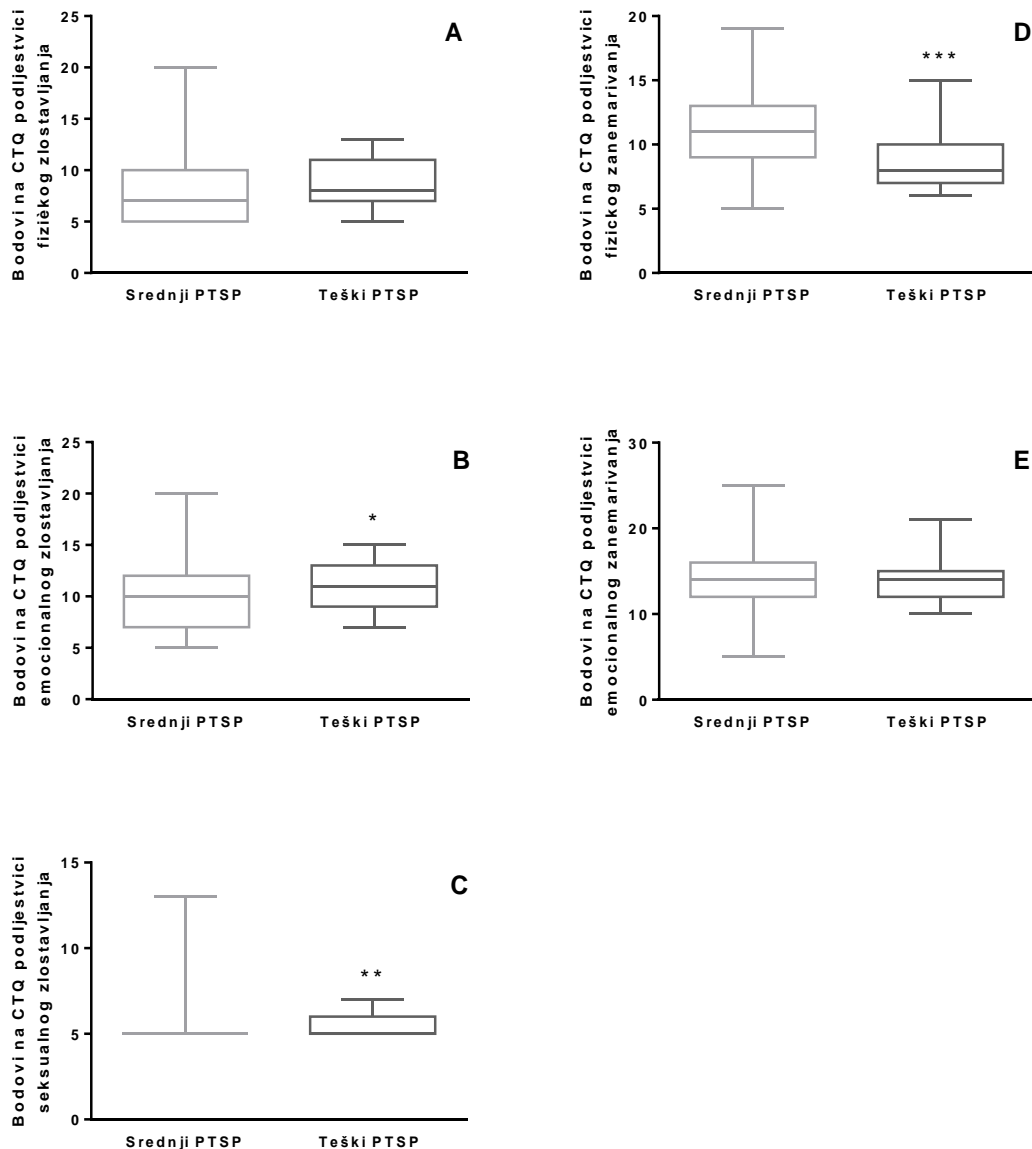 Bodovi na CTQ podljestvici
fizièkog zlostavljanja
25
20
15
10
5
0
A
Srednji PTSP
Teški PTSP
Bodovi na CTQ podljestvici
fizickog zanemarivanja
20
15
10
5
0
D
***
Srednji PTSP
Teški PTSP
Bodovi na CTQ podljestvici
emocionalnog zlostavljanja
25
20
15
10
5
0
B
*
Srednji PTSP
Teški PTSP
Bodovi na CTQ podljestvici
emocionalnog zanemarivanja
30
20
10
0
E
Srednji PTSP
Teški PTSP
Bodovi na CTQ podljestvici
seksualnog zlostavljanja
15
10
5
0
C
**
Srednji PTSP
Teški PTSP